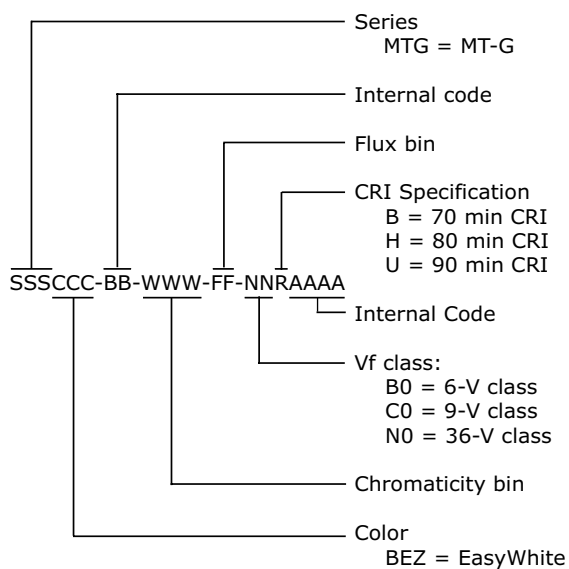 Series
MTG = MT-G
Internal code
Flux bin
CRI Specification
B = 70 min CRI
H = 80 min CRI
U = 90 min CRI
SSSCCC-BB-WWW-FF-NNRAAAA
Internal Code
Vf class:
B0 = 6-V class
C0 = 9-V class
N0 = 36-V class
Chromaticity bin
Color
BEZ = EasyWhite